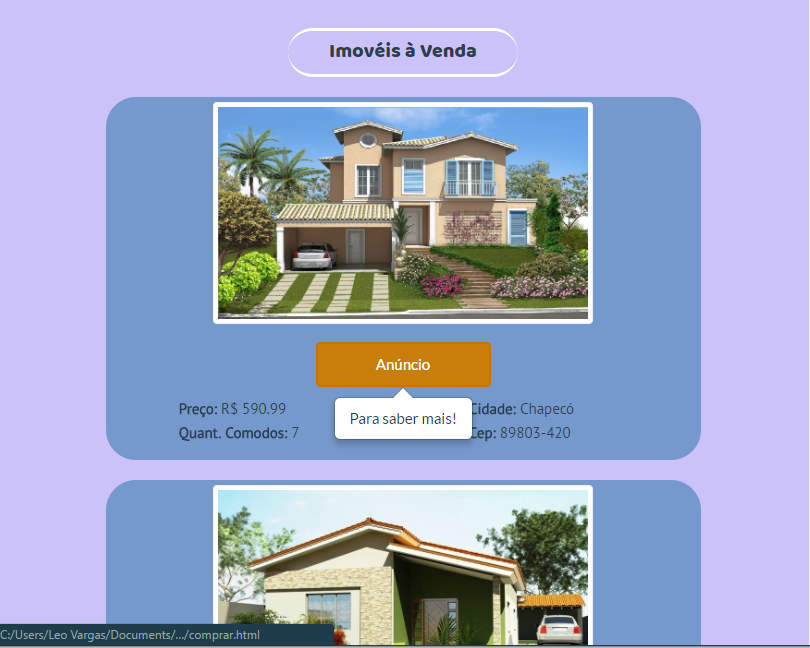 Imovéis à Venda
Anúncio
Preço: R$ 590.99
Cidade: Chapecó
Para saber mais!
Quant. Comodos: 7
Cep: 89803-420
C:/Users/Leo Vargas/Documents/.../comprar.html